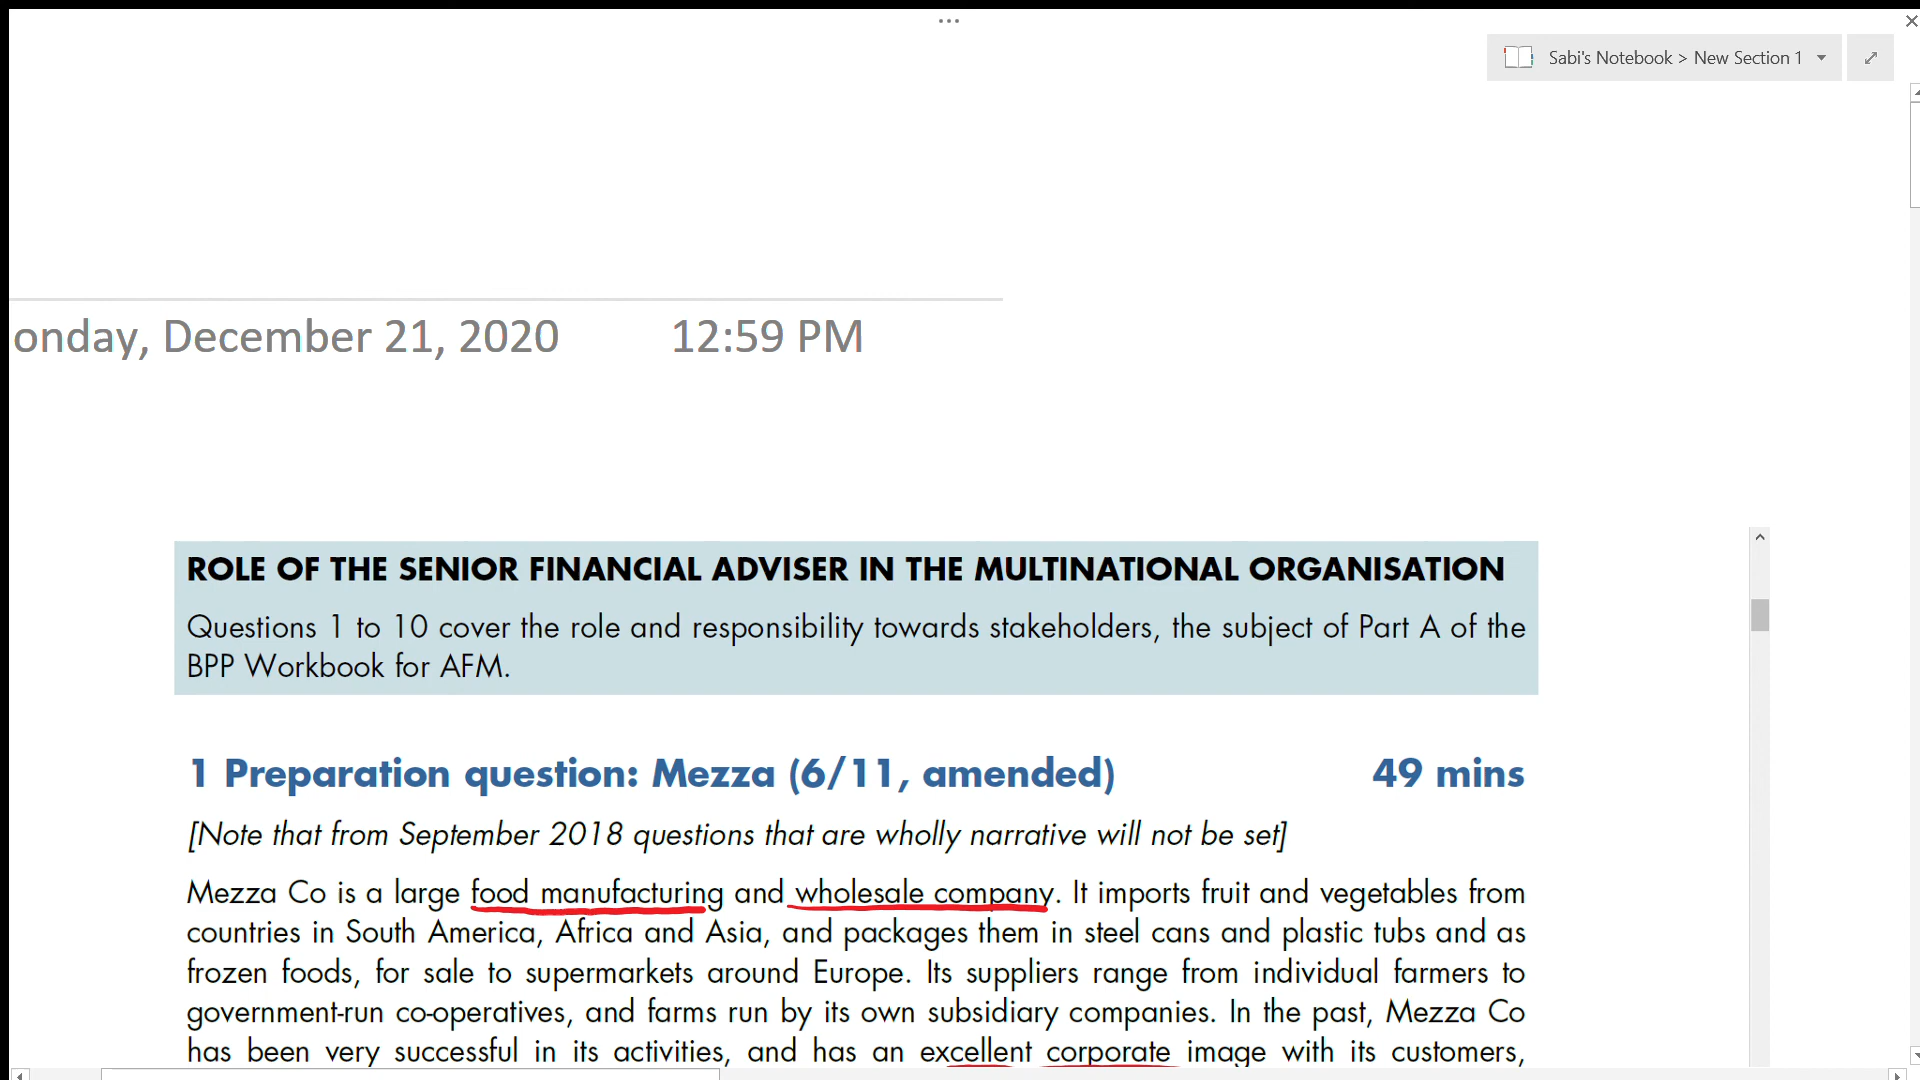 ...
Sabi's Notebook > New Section 1
onday, December 21, 2020 12:59 PM
ROLE OF THE SENIOR FINANCIAL ADVISER IN THE MULTINATIONAL ORGANISATION
Questions 1 to 10 cover the role and responsibility towards stakeholders, the subject of Part A of the
BPP Workbook for AFM.
1 Preparation question: Mezza (6/11, amended) 49 mins
[Note that from September 2018 questions that are wholly narrative will not be set]
Mezza Co is a large food manufacturing and wholesale company. It imports fruit and vegetables from
countries in South America, Africa and Asia, and packages them in steel cans and plastic tubs and as
frozen foods, for sale to supermarkets around Europe. Its suppliers range from individual farmers to
government-run co-operatives, and farms run by its own subsidiary companies. In the past, Mezza Co
has been very successful in its activities, and has an excellent corporate image with its customers,